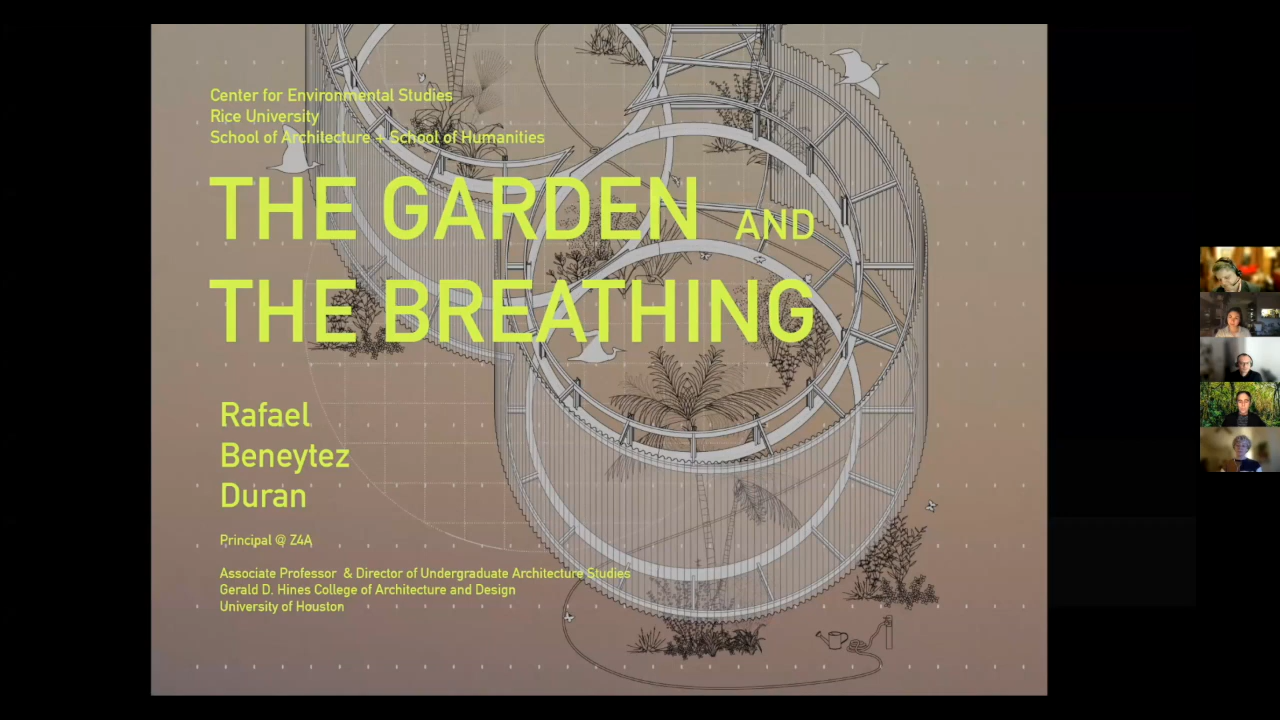 Center for Environmental Studies
Rice University
School of Architecture + School of Humanities
THE GARDEN AND
THE BREATHING
Rafael
Beneytez
Duran
Principal @ Z4A
Associate Professor & Director of Undergraduate Architecture Studies
Gerald D. Hines College of Architecture and Design
University of Houston